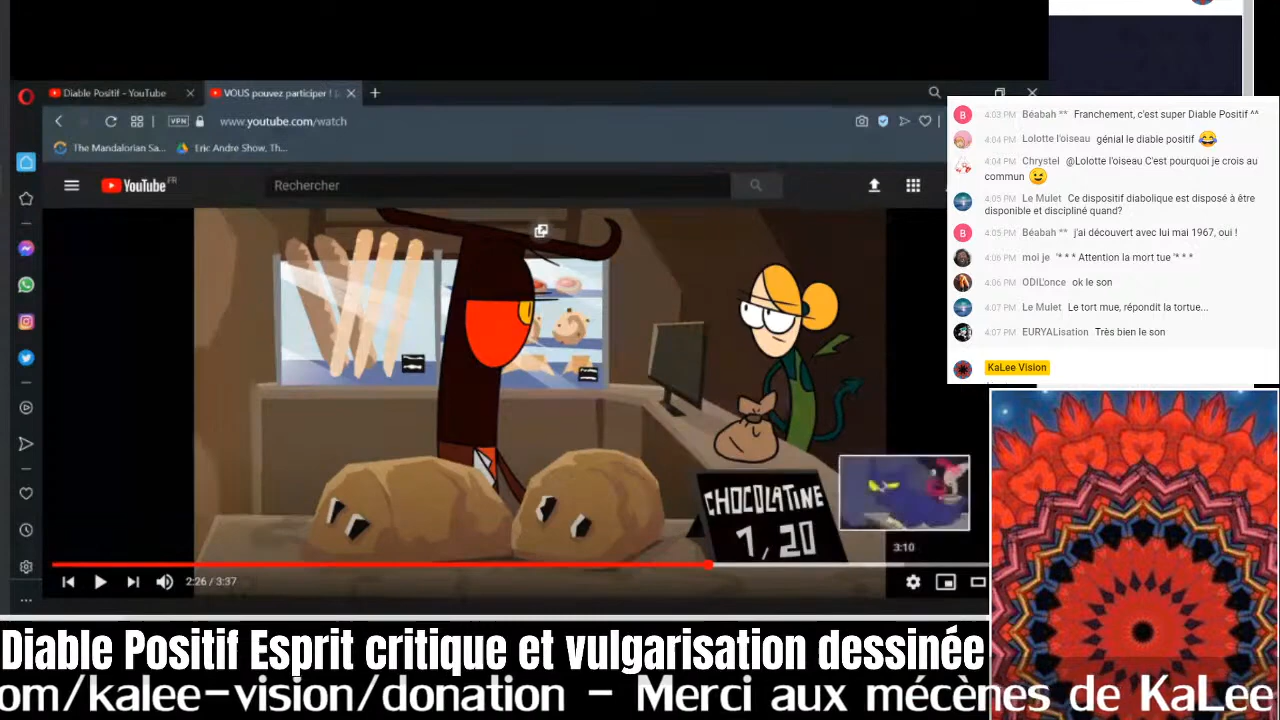 Diable Positif - YouTube
VOUS pouvez participer !
VPN
www.youtube.com/watch
The Mandalorian Sa...
Eric Andre Show, Th...
YouTube FR
Rechercher
CHOCOLATINE
1,20
3:10
2:26 / 3:37
B 4:03 PM Béabah ** Franchement, c'est super Diable Positif ^^
4:04 PM Lolotte l'oiseau génial le diable positif 😂
4:04 PM Chrystel @Lolotte l'oiseau C'est pourquoi je crois au
commun 😉
4:05 PM Le Mulet Ce dispositif diabolique est disposé à être
disponible et discipliné quand?
B 4:05 PM Béabah ** j'ai découvert avec lui mai 1967, oui !
4:06 PM moi je '* * * Attention la mort tue '* * *
4:06 PM ODIL'once ok le son
4:07 PM Le Mulet Le tort mue, répondit la tortue...
4:07 PM EURYALisation Très bien le son
KaLee Vision
Diable Positif Esprit critique et vulgarisation dessinée
om/kalee-vision/donation – Merci aux mécènes de KaLee